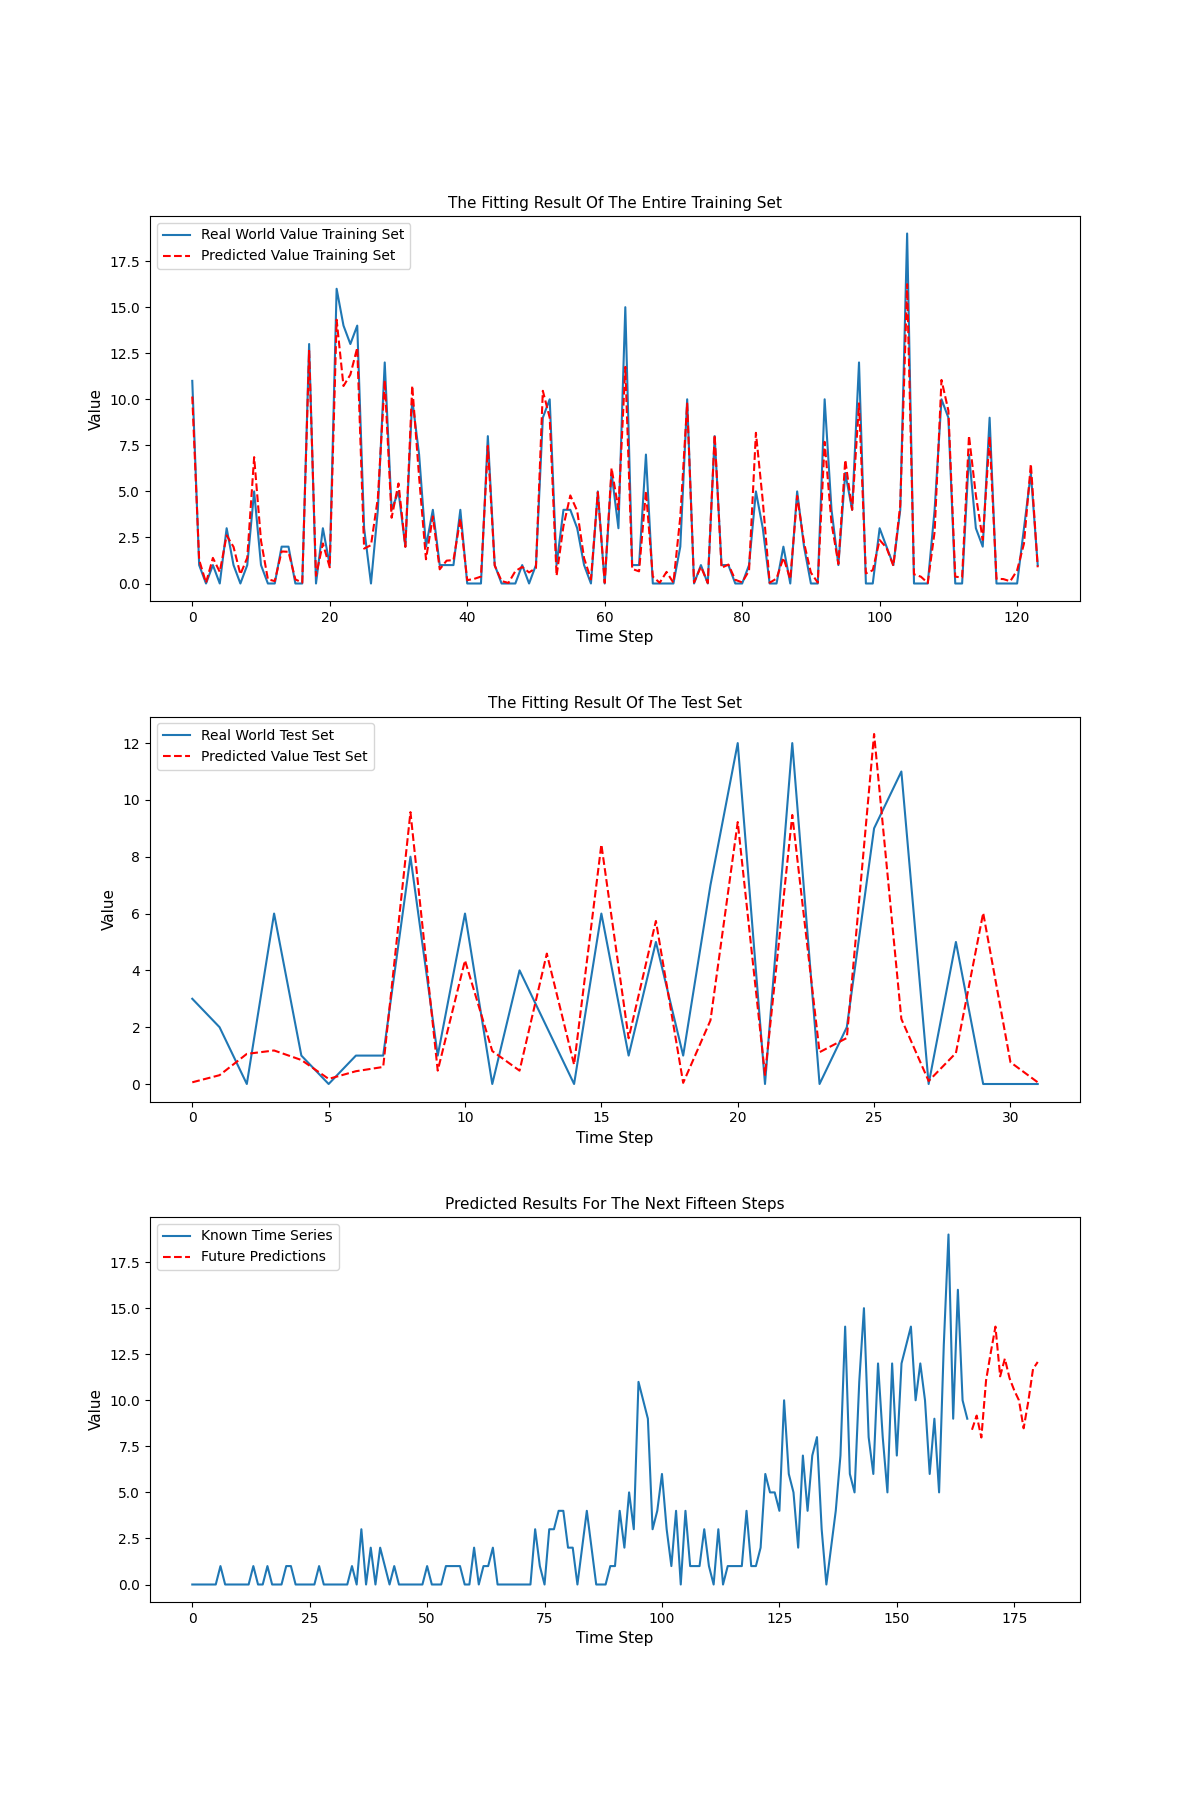 The Fitting Result Of The Entire Training Set
Real World Value Training Set
Predicted Value Training Set
17.5
15.0
12.5
10.0
7.5
5.0
2.5
0.0
Value
0 20 40 60 80 100 120
Time Step
The Fitting Result Of The Test Set
Real World Test Set
Predicted Value Test Set
12
10
8
6
4
2
0
Value
0 5 10 15 20 25 30
Time Step
Predicted Results For The Next Fifteen Steps
Known Time Series
Future Predictions
17.5
15.0
12.5
10.0
7.5
5.0
2.5
0.0
Value
0 25 50 75 100 125 150 175
Time Step